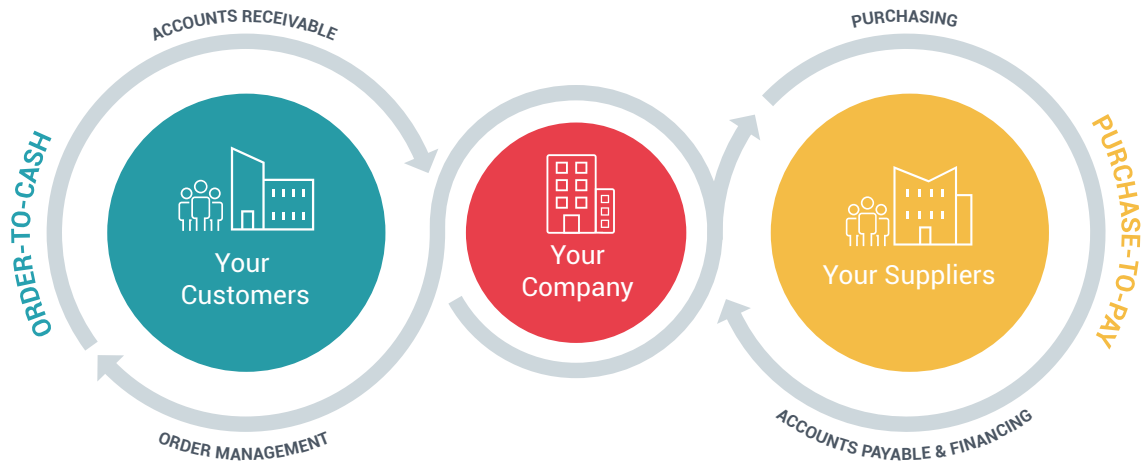 ACCOUNTS RECEIVABLE
PURCHASING
ORDER-TO-CASH
Your
Customers
Your
Company
Your Suppliers
PURCHASE-TO-PAY
ORDER MANAGEMENT
ACCOUNTS PAYABLE & FINANCING